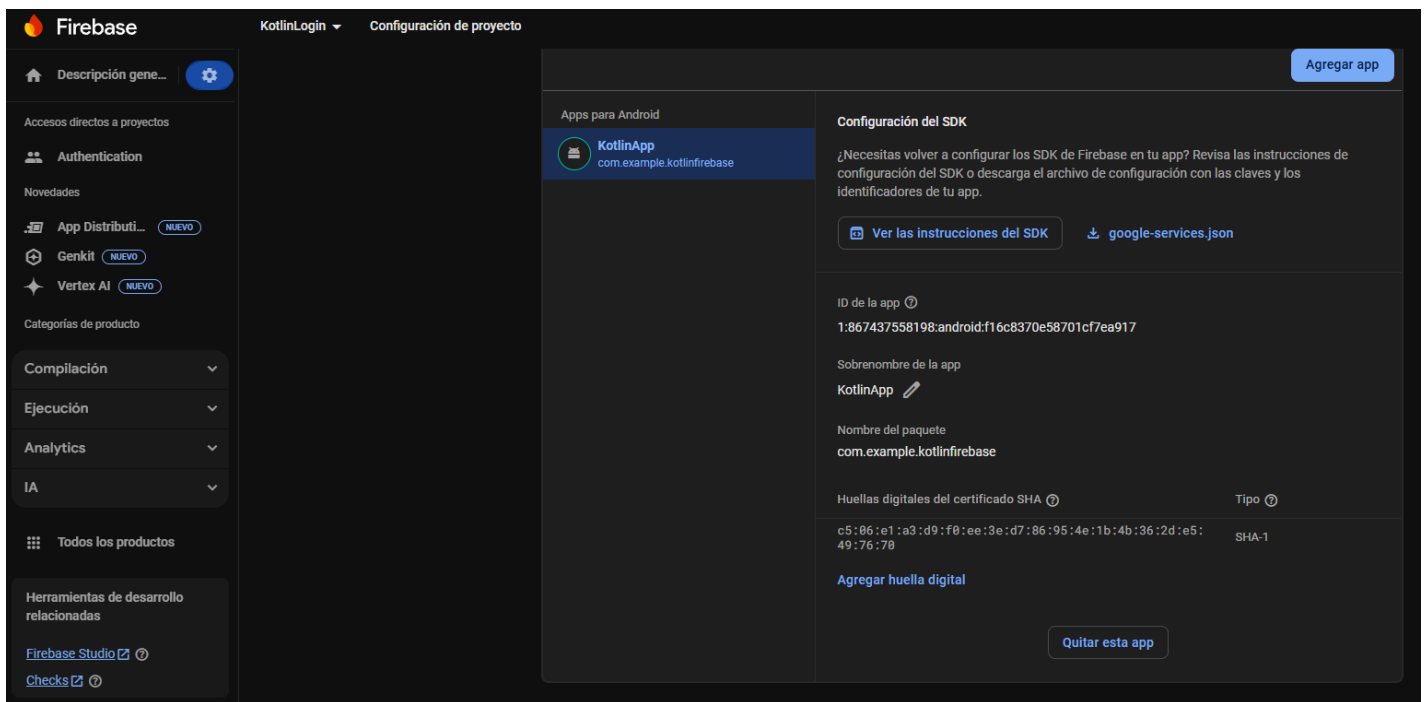 Firebase
KotlinLogin
Configuración de proyecto
Descripción gene...
Accesos directos a proyectos
Authentication
Novedades
App Distributi... NUEVO
Genkit NUEVO
Vertex AI NUEVO
Categorías de producto
Compilación
Ejecución
Analytics
IA
Todos los productos
Herramientas de desarrollo
relacionadas
Firebase Studio
Checks
Agregar app
Apps para Android
KotlinApp
com.example.kotlinfirebase
Configuración del SDK
¿Necesitas volver a configurar los SDK de Firebase en tu app? Revisa las instrucciones de
configuración del SDK o descarga el archivo de configuración con las claves y los
identificadores de tu app.
Ver las instrucciones del SDK
google-services.json
ID de la app
1:867437558198:android:f16c8370e58701cf7ea917
Sobrenombre de la app
KotlinApp
Nombre del paquete
com.example.kotlinfirebase
Huellas digitales del certificado SHA
Tipo
c5:06:e1:a3:d9:f0:ee:3e:d7:86:95:4e:1b:4b:36:2d:e5:
49:76:70
SHA-1
Agregar huella digital
Quitar esta app